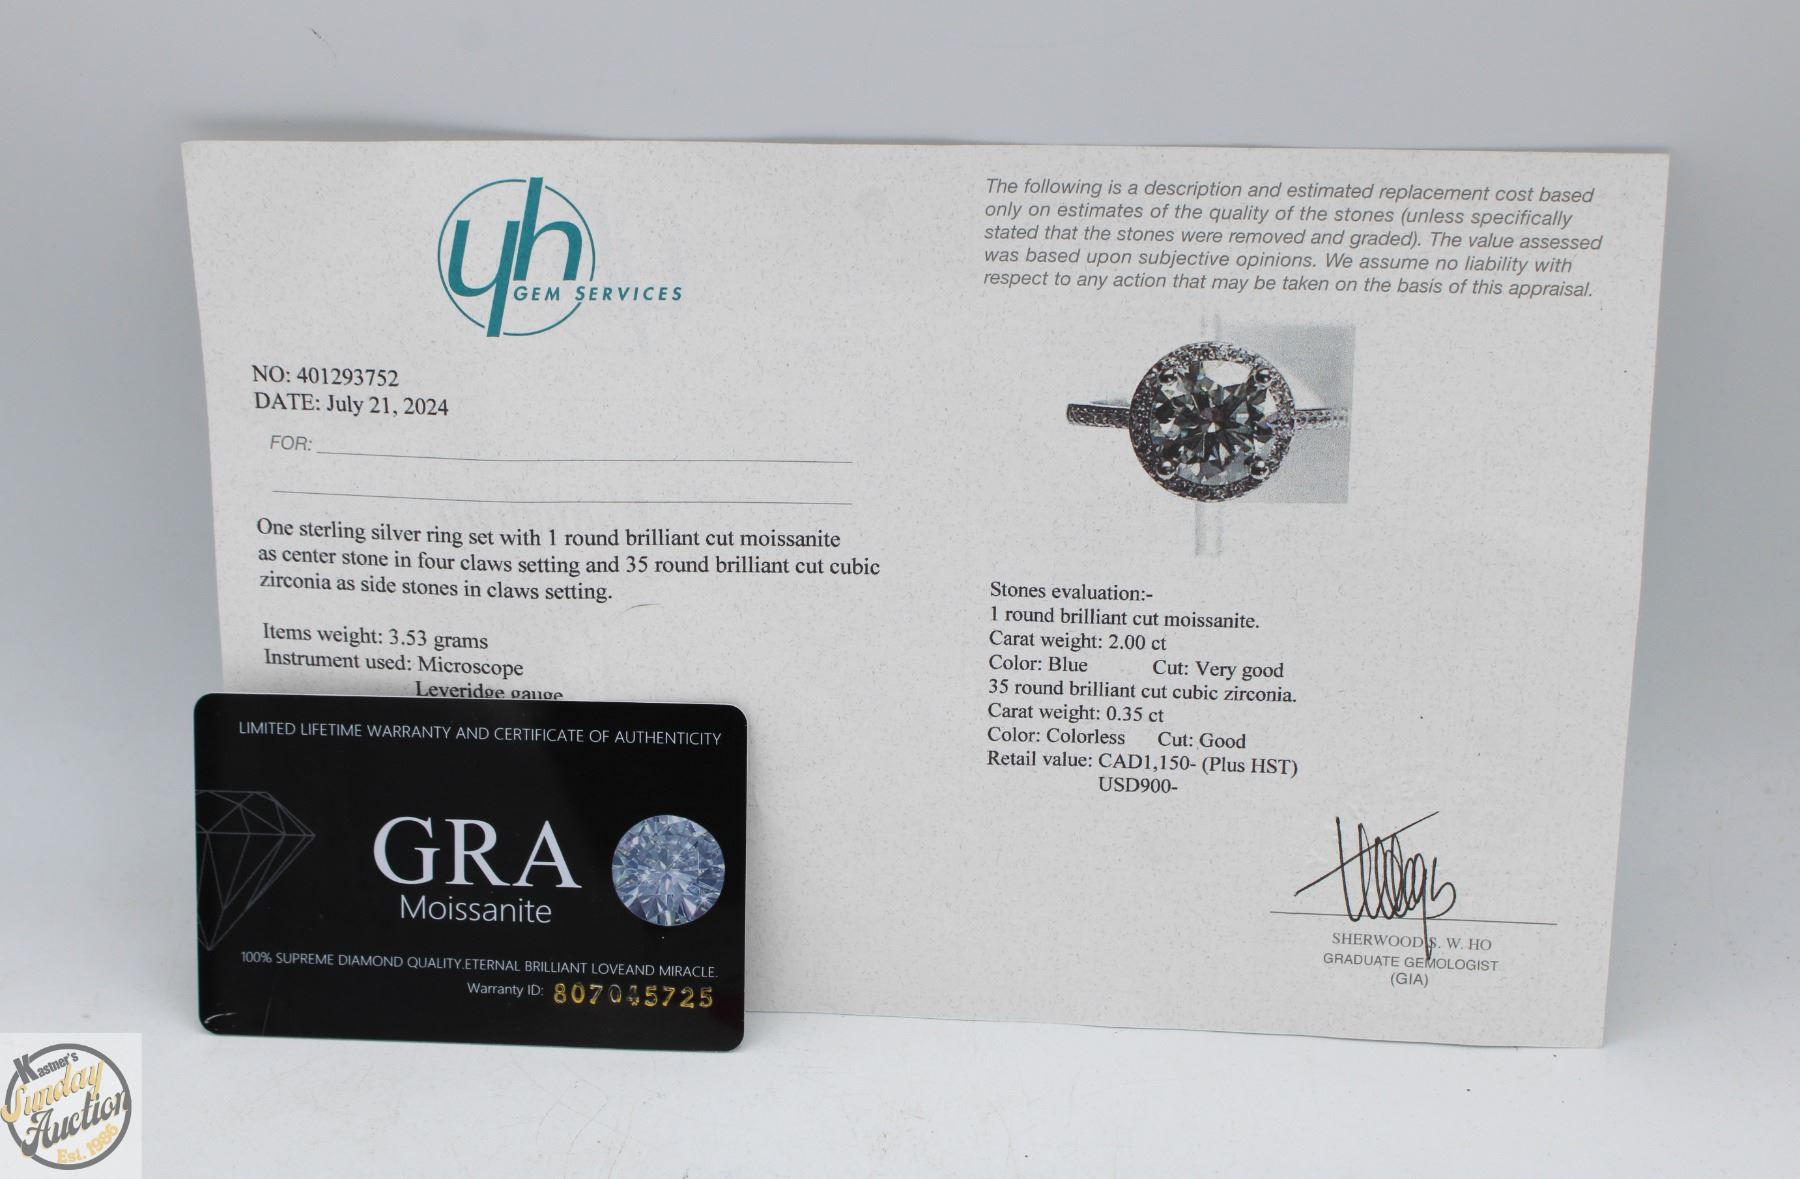 yh
GEM SERVICES
NO: 401293752
DATE: July 21, 2024
FOR:
One sterling silver ring set with 1 round brilliant cut moissanite
as center stone in four claws setting and 35 round brilliant cut cubic
zirconia as side stones in claws setting.
Items weight: 3.53 grams
Instrument used: Microscope
Leveridge gauge
The following is a description and estimated replacement cost based
only on estimates of the quality of the stones (unless specifically
stated that the stones were removed and graded). The value assessed
was based upon subjective opinions. We assume no liability with
respect to any action that may be taken on the basis of this appraisal.
Stones evaluation:-
1 round brilliant cut moissanite.
Carat weight: 2.00 ct
Color: Blue Cut: Very good
35 round brilliant cut cubic zirconia.
Carat weight: 0.35 ct
Color: Colorless Cut: Good
Retail value: CAD1,150- (Plus HST)
USD900-
SHERWOOD S. W. HO
GRADUATE GEMOLOGIST
(GIA)
LIMITED LIFETIME WARRANTY AND CERTIFICATE OF AUTHENTICITY
GRA
Moissanite
100% SUPREME DIAMOND QUALITY.ETERNAL BRILLIANT LOVEAND MIRACLE.
Warranty ID: 807045725
Kastner's
Sunday
Auction
Est. 1986